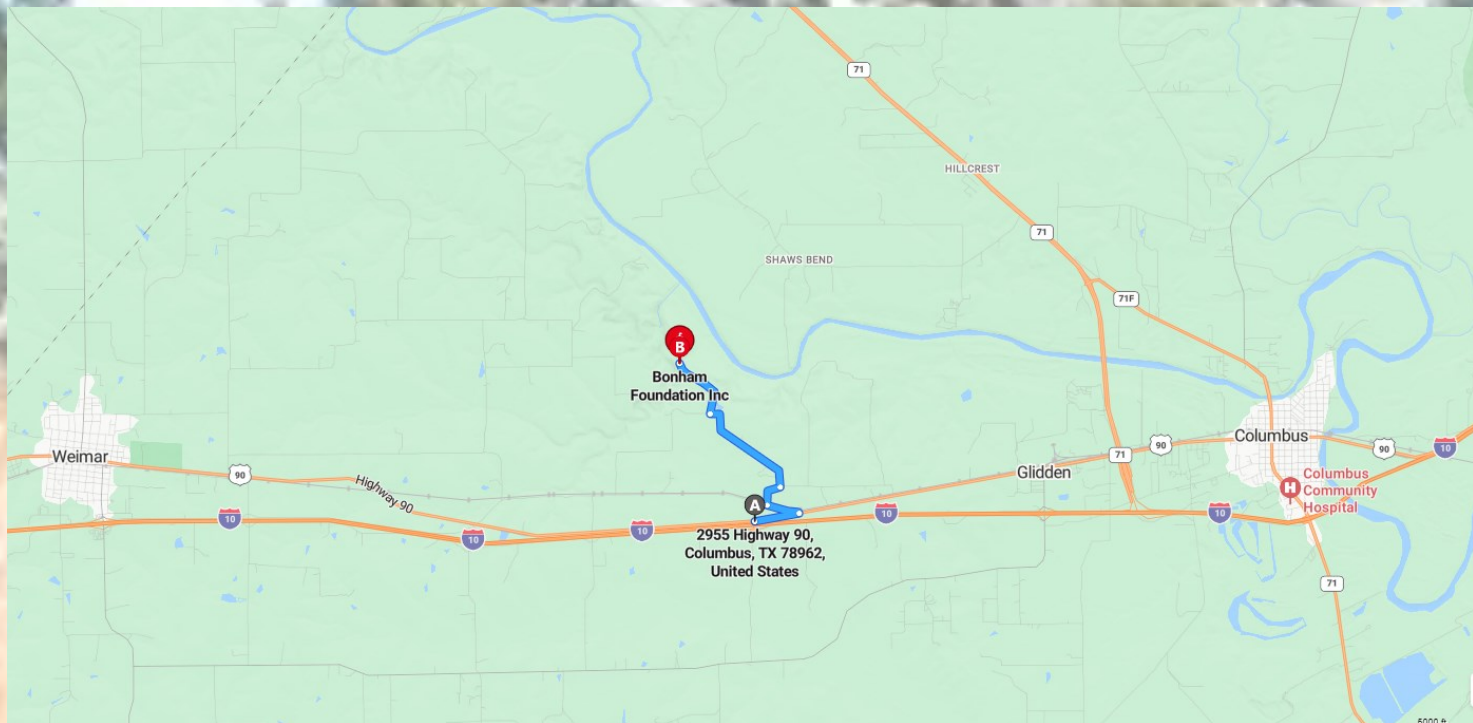 71
HILLCREST
71
SHAWS BEND
71F
B
Bonham
Foundation Inc
Weimar
90
Highway 90
10
10
10
A
2955 Highway 90,
Columbus, TX 78962,
United States
10
Glidden
71
90
Columbus
90
10
H
Columbus
Community
Hospital
10
71